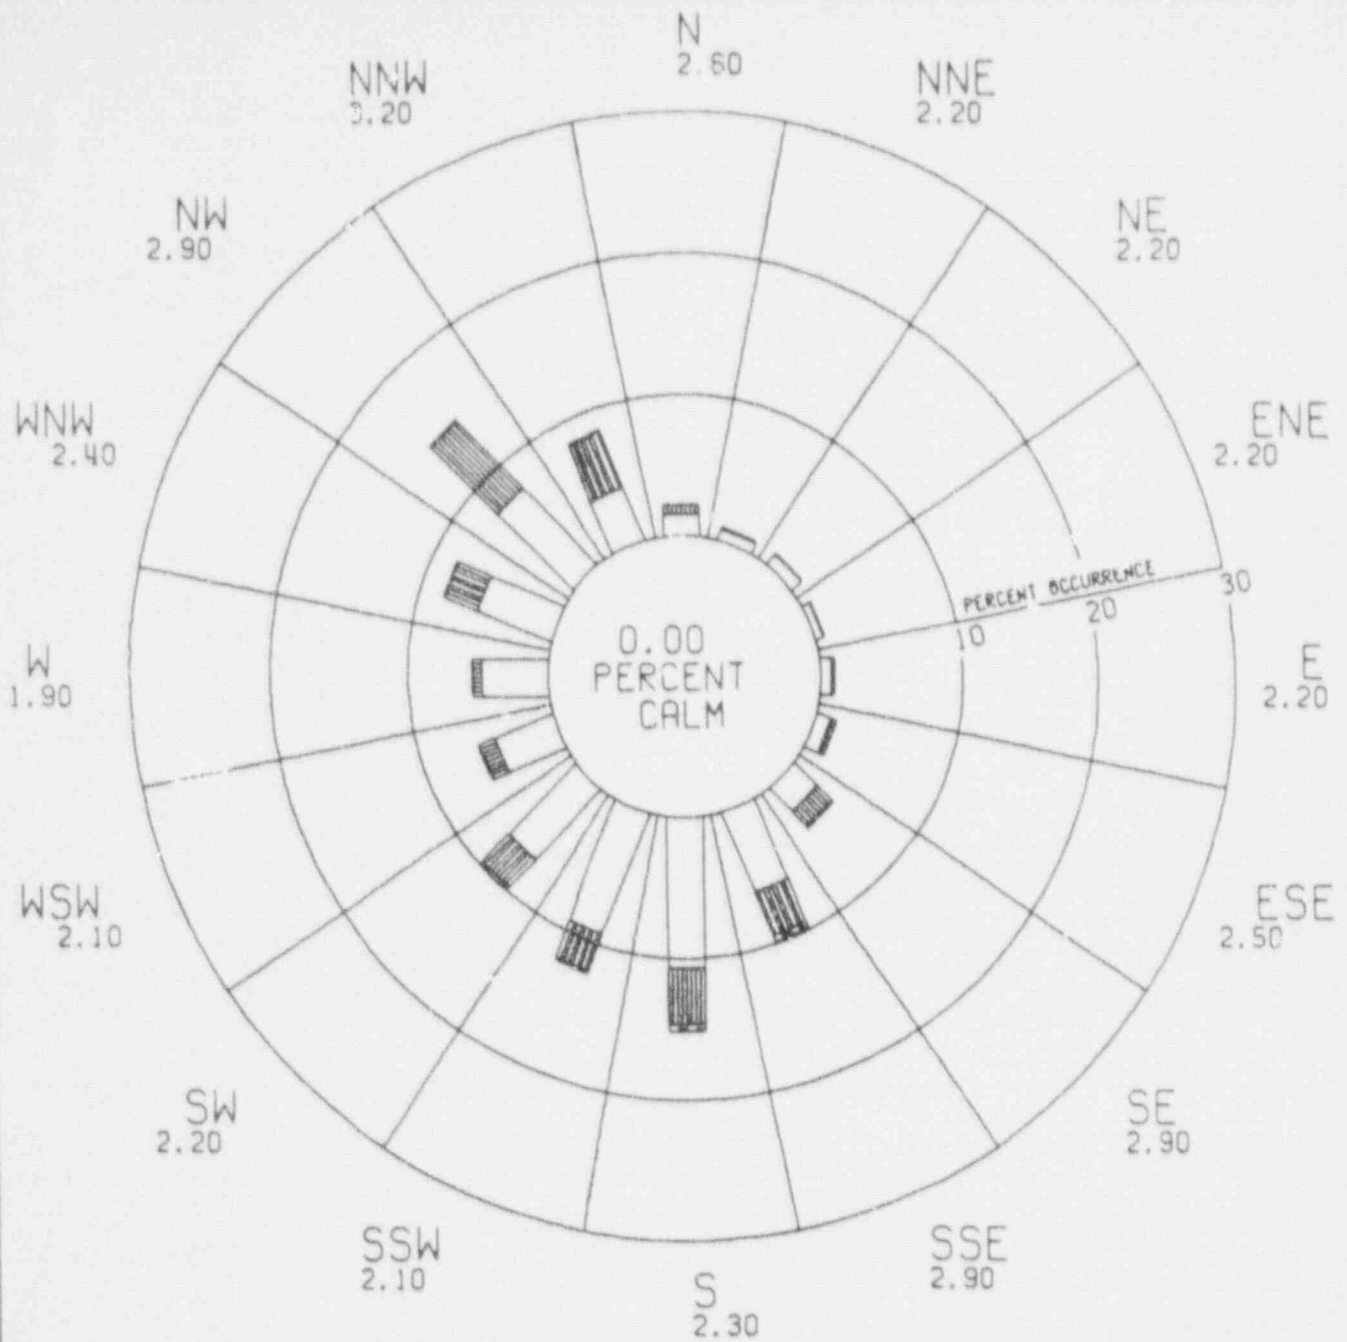 N
2.60
NNW
NNE
2.20
NW
2.90
NE
2.20
WNW
2.40
ENE
2.20
PERCENT OCCURRENCE
10
20
30
0.00
PERCENT
CALM
W
1.90
E
2.20
WSW
2.10
ESE
2.50
SW
2.20
SE
2.90
SSW
2.10
SSE
2.90
S
2.30